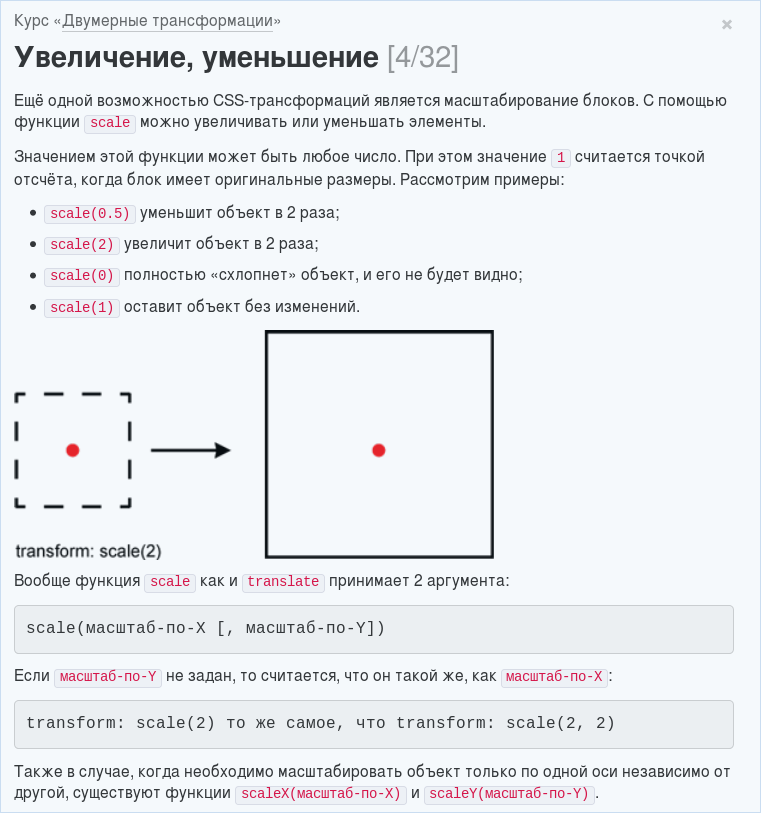 Курс «Двумерные трансформации»
×
Увеличение, уменьшение [4/32]
Ещё одной возможностью CSS-трансформаций является масштабирование блоков. С помощью
функции scale можно увеличивать или уменьшать элементы.
Значением этой функции может быть любое число. При этом значение 1 считается точкой
отсчёта, когда блок имеет оригинальные размеры. Рассмотрим примеры:
• scale(0.5) уменьшит объект в 2 раза;
• scale(2) увеличит объект в 2 раза;
• scale(0) полностью «схлопнет» объект, и его не будет видно;
• scale(1) оставит объект без изменений.
transform: scale(2)
Вообще функция scale как и translate принимает 2 аргумента:
scale(масштаб-по-X [, масштаб-по-Y])
Если масштаб-по-Y не задан, то считается, что он такой же, как масштаб-по-X:
transform: scale(2) то же самое, что transform: scale(2, 2)
Также в случае, когда необходимо масштабировать объект только по одной оси независимо от
другой, существуют функции scaleX(масштаб-по-X) и scaleY(масштаб-по-Y).